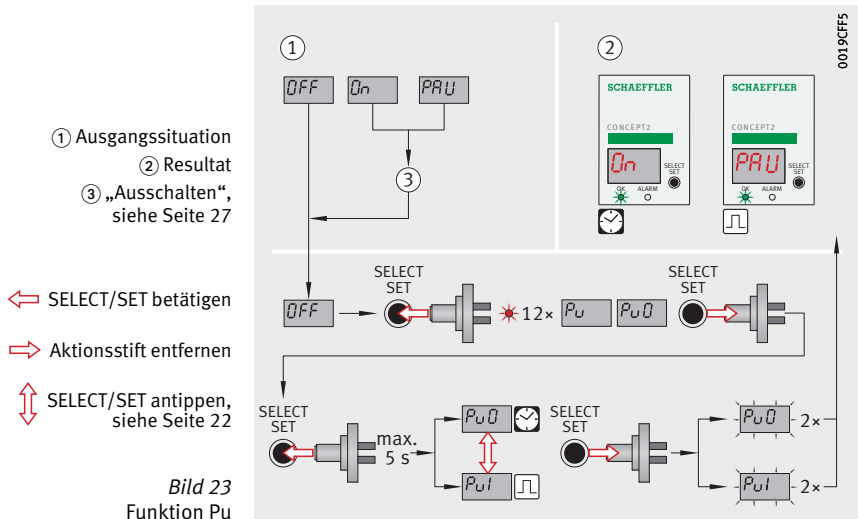 ① Ausgangssituation
② Resultat
③ „Ausschalten“,
siehe Seite 27
SELECT/SET betätigen
Aktionsstift entfernen
SELECT/SET antippen,
siehe Seite 22
Bild 23
Funktion Pu
①
OFF On PAU
③
②
SCHAEFFLER
CONCEPT2
On
SELECT
SET
OK ALARM
SCHAEFFLER
CONCEPT2
PAU
SELECT
SET
OK ALARM
0019CFF5
OFF
SELECT
SET
12×
Pu Pu0
SELECT
SET
SELECT
SET
max.
5 s
Pu0
Pu1
SELECT
SET
Pu0 2×
Pu1 2×